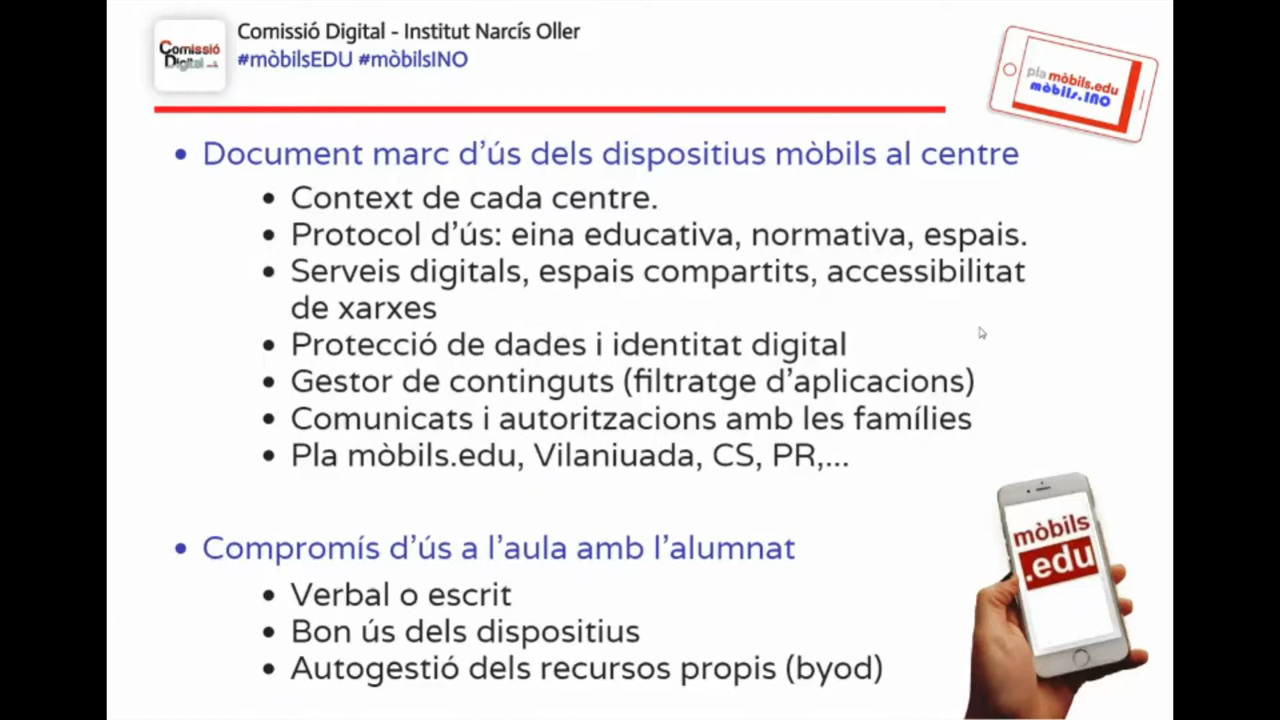 Comissió Digital - Institut Narcís Oller
#mòbilsEDU #mòbilsINO
Comissió
Digital
pla mòbils.edu
mòbils.INO
• Document marc d'ús dels dispositius mòbils al centre
• Context de cada centre.
• Protocol d'ús: eina educativa, normativa, espais.
• Serveis digitals, espais compartits, accessibilitat
de xarxes
• Protecció de dades i identitat digital
• Gestor de continguts (filtratge d'aplicacions)
• Comunicats i autoritzacions amb les famílies
• Pla mòbils.edu, Vilaniuada, CS, PR,...
• Compromís d'ús a l'aula amb l'alumnat
• Verbal o escrit
• Bon ús dels dispositius
• Autogestió dels recursos propis (byod)
mòbils
.edu